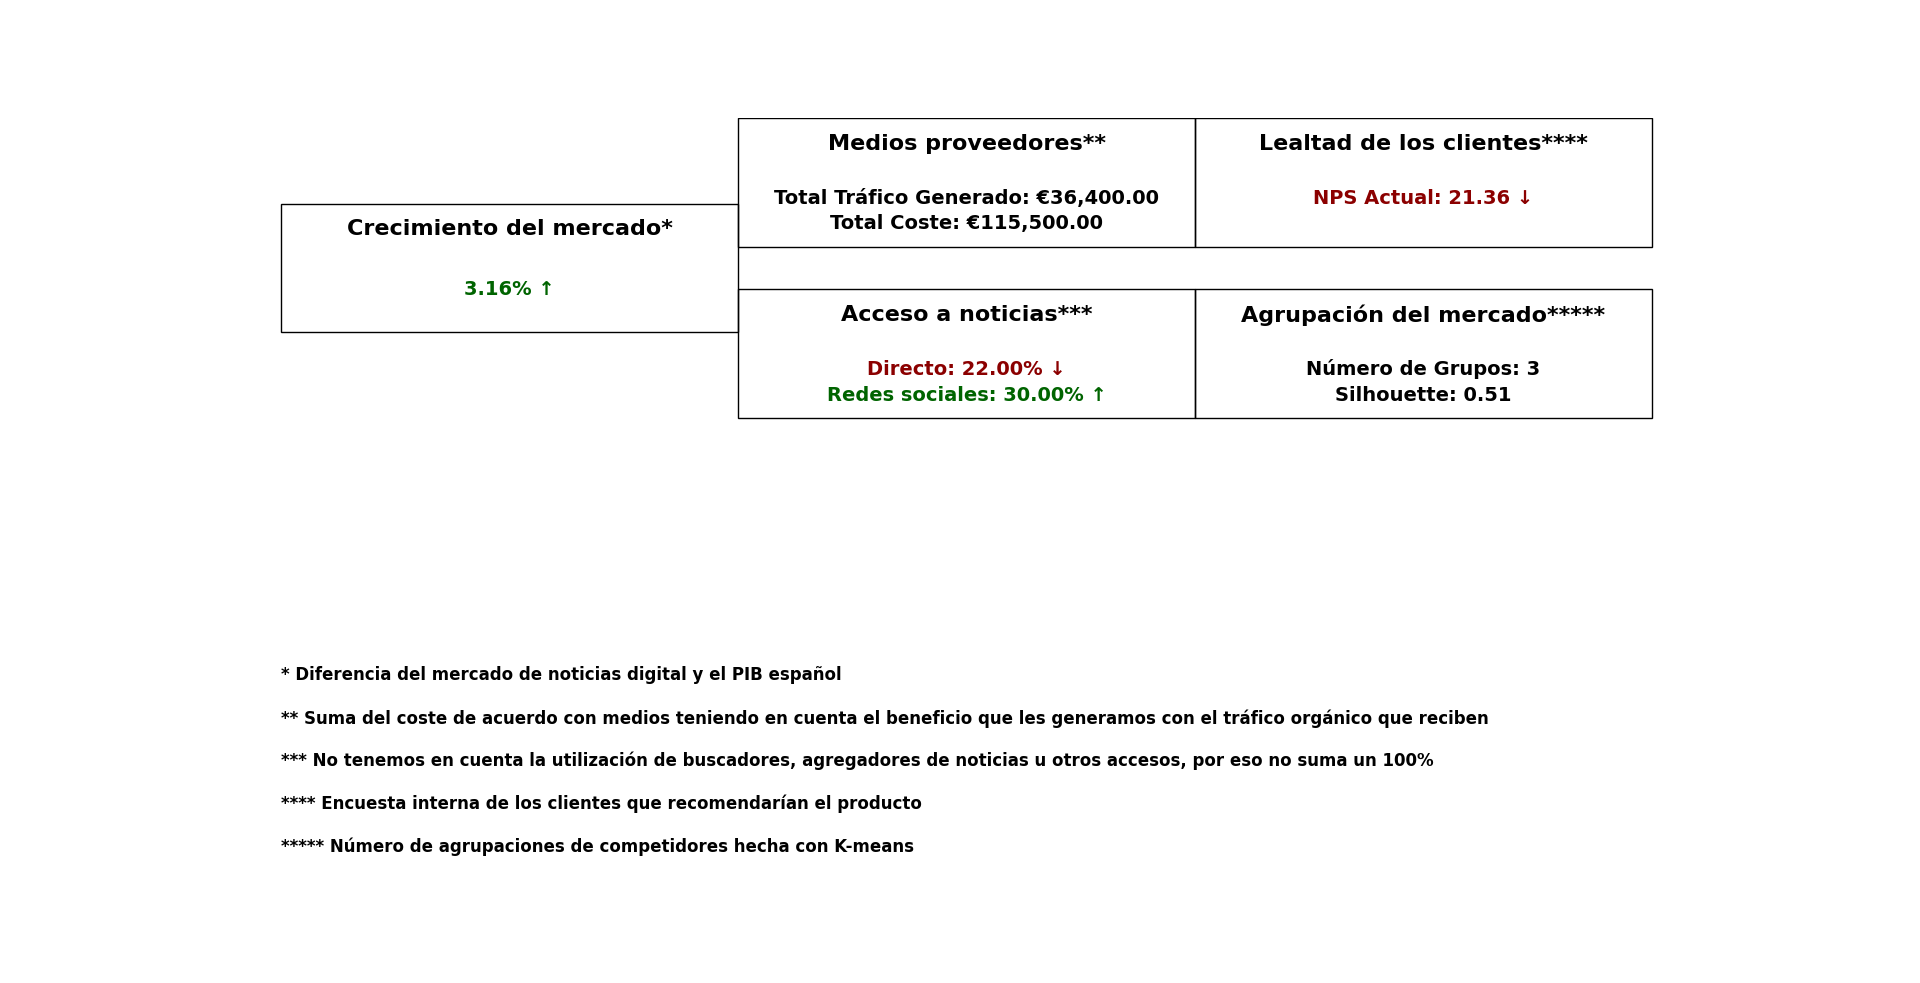 Crecimiento del mercado*
3.16% ↑
Medios proveedores**
Total Tráfico Generado: €36,400.00
Total Coste: €115,500.00
Lealtad de los clientes****
NPS Actual: 21.36 ↓
Acceso a noticias***
Directo: 22.00% ↓
Redes sociales: 30.00% ↑
Agrupación del mercado*****
Número de Grupos: 3
Silhouette: 0.51
* Diferencia del mercado de noticias digital y el PIB español
** Suma del coste de acuerdo con medios teniendo en cuenta el beneficio que les generamos con el tráfico orgánico que reciben
*** No tenemos en cuenta la utilización de buscadores, agregadores de noticias u otros accesos, por eso no suma un 100%
**** Encuesta interna de los clientes que recomendarían el producto
***** Número de agrupaciones de competidores hecha con K-means